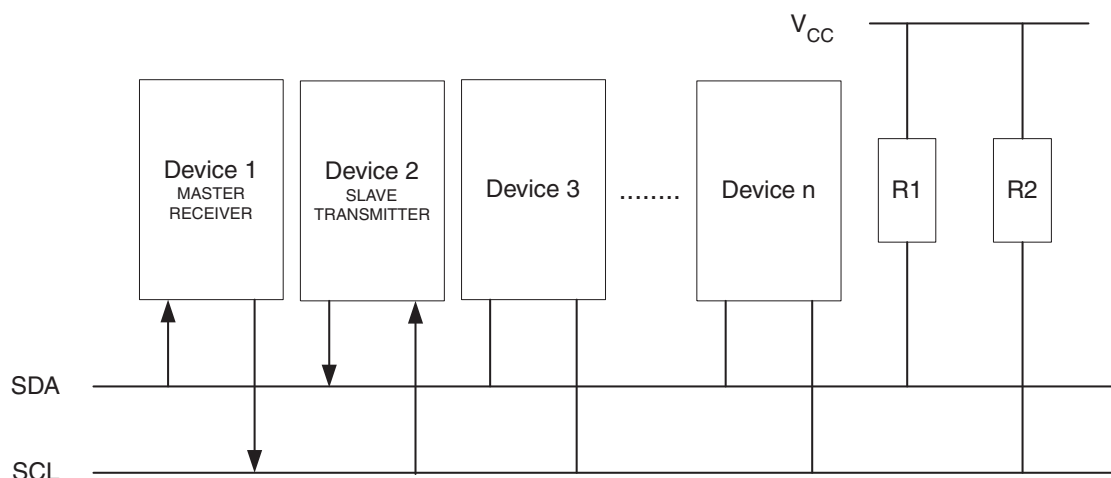 VCC
Device 1
MASTER
RECEIVER
Device 2
SLAVE
TRANSMITTER
Device 3
........
Device n
R1
R2
SDA
SCL